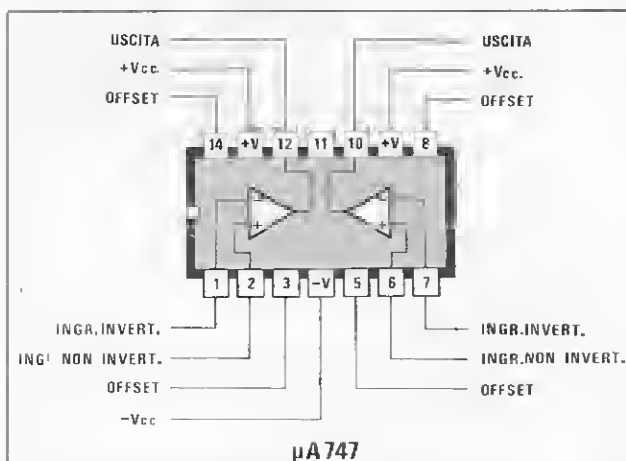 USCITA USCITA
+Vcc. +Vcc.
OFFSET OFFSET
14 +V 12 11 10 +V 8
- -
+ +
1 2 3 -V 5 6 7
INGR.INVERT. INGR.INVERT.
ING NON INVERT. INGR.NON INVERT.
OFFSET OFFSET
-Vcc
μA747